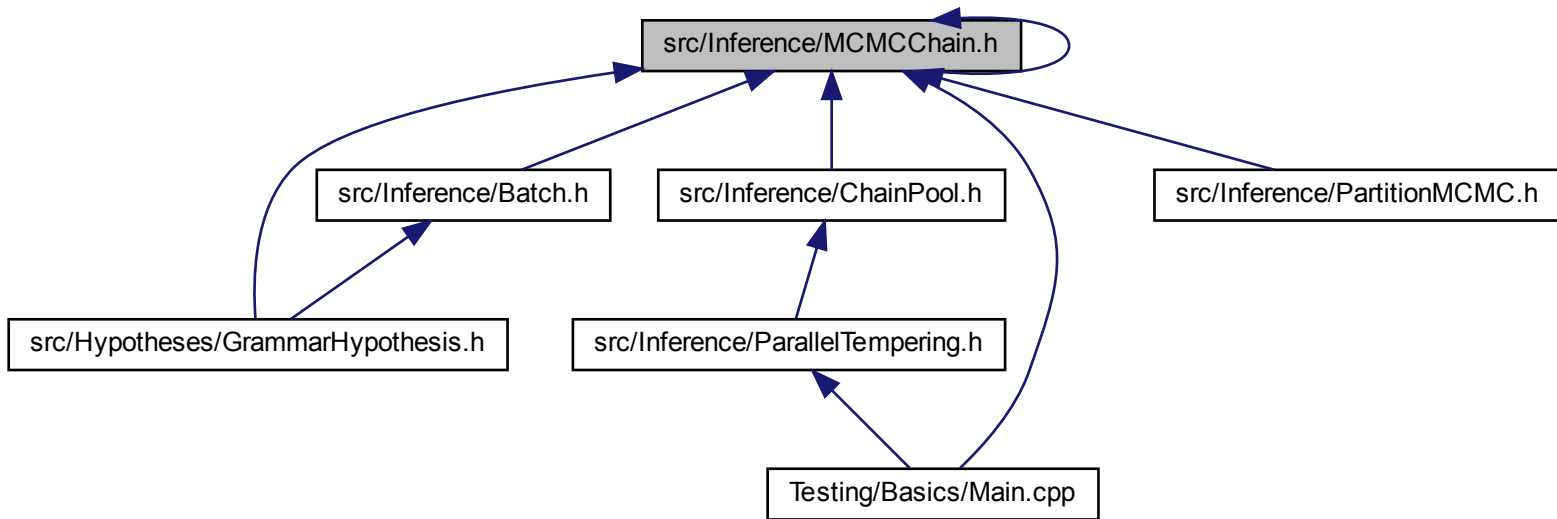 src/Inference/MCMCChain.h
src/Inference/Batch.h
src/Inference/ChainPool.h
src/Inference/PartitionMCMC.h
src/Hypotheses/GrammarHypothesis.h
src/Inference/ParallelTempering.h
Testing/Basics/Main.cpp